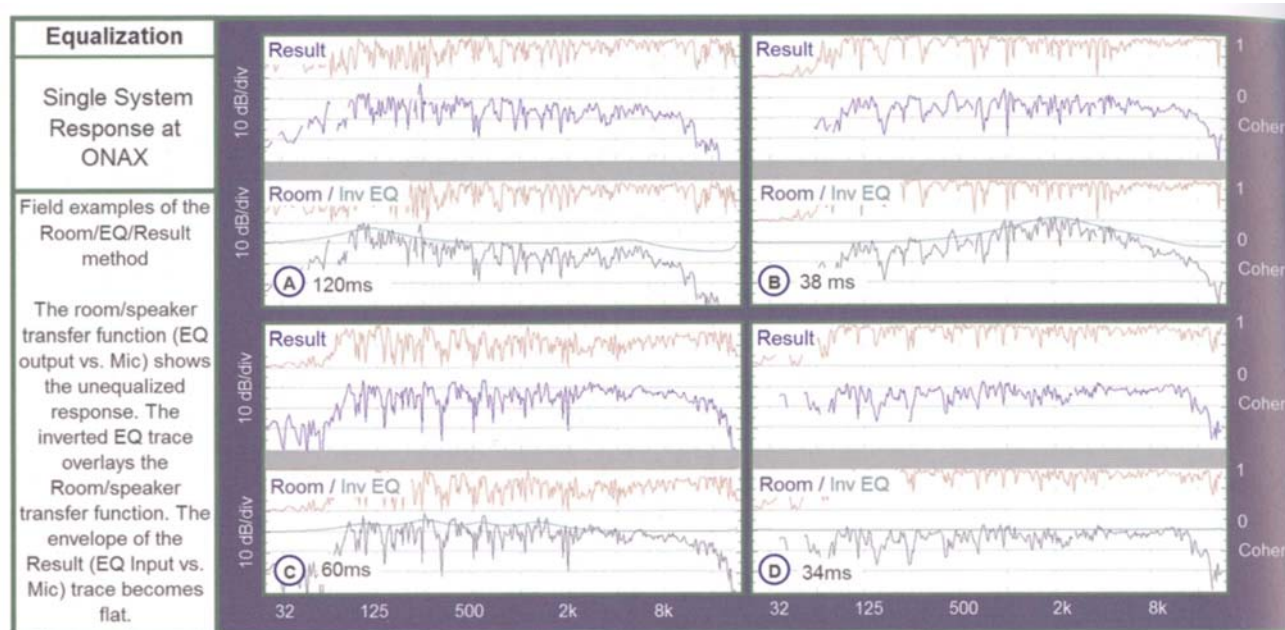 Equalization
Single System
Response at
ONAX
Field examples of the
Room/EQ/Result
method
The room/speaker
transfer function (EQ
output vs. Mic) shows
the unequalized
response. The
inverted EQ trace
overlays the
Room/speaker
transfer function. The
envelope of the
Result (EQ Input vs.
Mic) trace becomes
flat.
10 dB/div
Result
Result
1
0
Coher
10 dB/div
Room / Inv EQ
Room / Inv EQ
1
0
Coher
A 120ms
B 38 ms
10 dB/div
Result
Result
1
0
Coher
10 dB/div
Room / Inv EQ
Room / Inv EQ
1
0
Coher
C 60ms
D 34ms
32 125 500 2k 8k
32 125 500 2k 8k